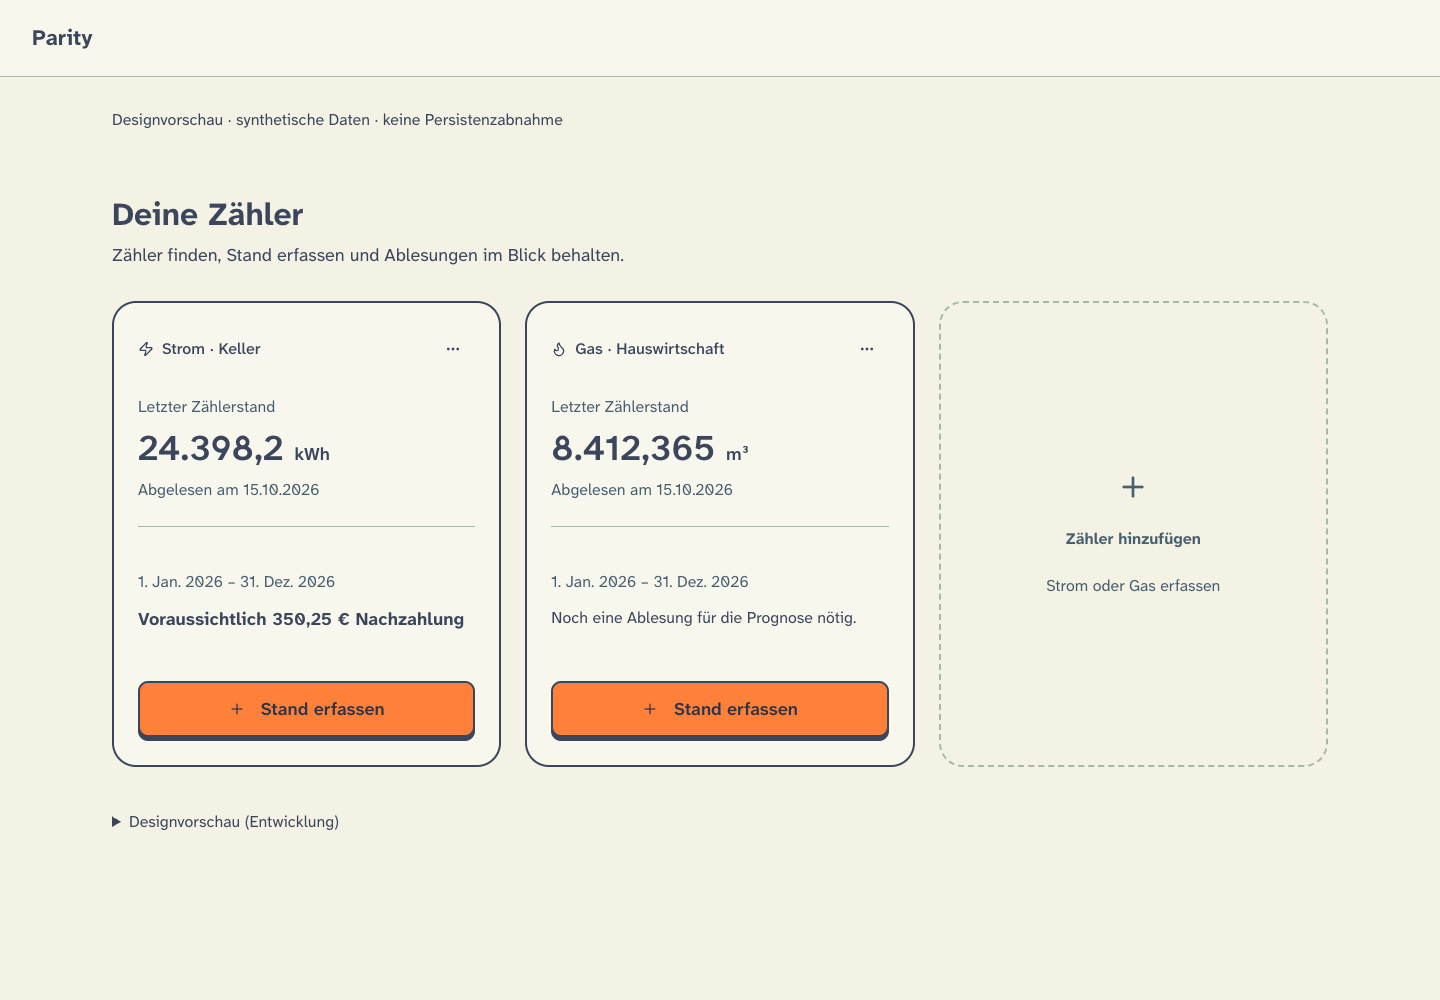 Parity
Designvorschau · synthetische Daten · keine Persistenzabnahme
Deine Zähler
Zähler finden, Stand erfassen und Ablesungen im Blick behalten.
Strom · Keller
Letzter Zählerstand
24.398,2 kWh
Abgelesen am 15.10.2026
1. Jan. 2026 – 31. Dez. 2026
Voraussichtlich 350,25 € Nachzahlung
Stand erfassen
Gas · Hauswirtschaft
Letzter Zählerstand
8.412,365 m³
Abgelesen am 15.10.2026
1. Jan. 2026 – 31. Dez. 2026
Noch eine Ablesung für die Prognose nötig.
Stand erfassen
Zähler hinzufügen
Strom oder Gas erfassen
Designvorschau (Entwicklung)